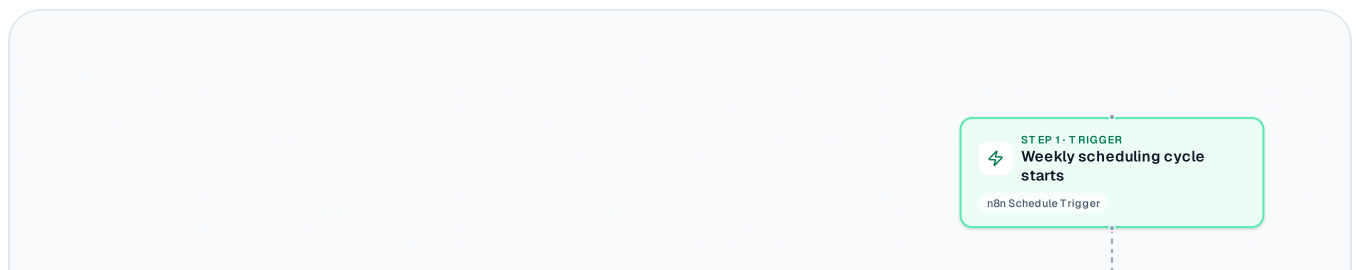 STEP 1 · TRIGGER
Weekly scheduling cycle
starts
n8n Schedule Trigger